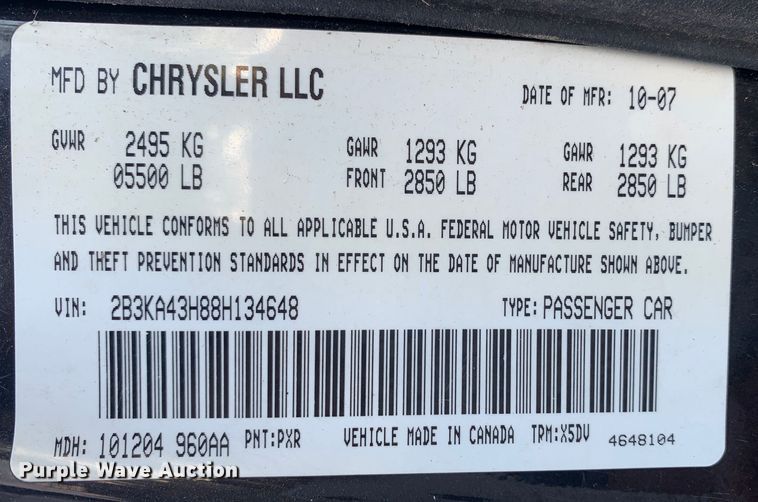 MFD BY CHRYSLER LLC DATE OF MFR: 10-07
GVWR 2495 KG GAWR 1293 KG GAWR 1293 KG
05500 LB FRONT 2850 LB REAR 2850 LB
THIS VEHICLE CONFORMS TO ALL APPLICABLE U.S.A. FEDERAL MOTOR VEHICLE SAFETY, BUMPER
AND THEFT PREVENTION STANDARDS IN EFFECT ON THE DATE OF MANUFACTURE SHOWN ABOVE.
VIN: 2B3KA43H88H134648 TYPE: PASSENGER CAR
MDH: 101204 960AA PNT:PXR VEHICLE MADE IN CANADA TRM:X5DV 4648104
Purple Wave Auction